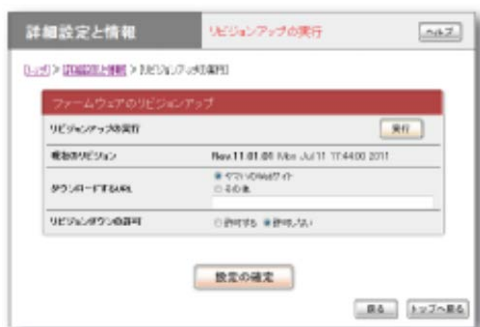 詳細設定と情報 リビジョンアップの実行 ヘルプ
[トップ] > [詳細設定と情報] > [リビジョンアップの実行]
ファームウェアのリビジョンアップ
リビジョンアップの実行 実行
現在のリビジョン Rev.11.01.01 Mon Jul 11 17:44:00 2011
ダウンロードするURL ヤマハのWebサイト
その他
リビジョンダウンの許可 許可する 許可しない
設定の確定
戻る トップへ戻る